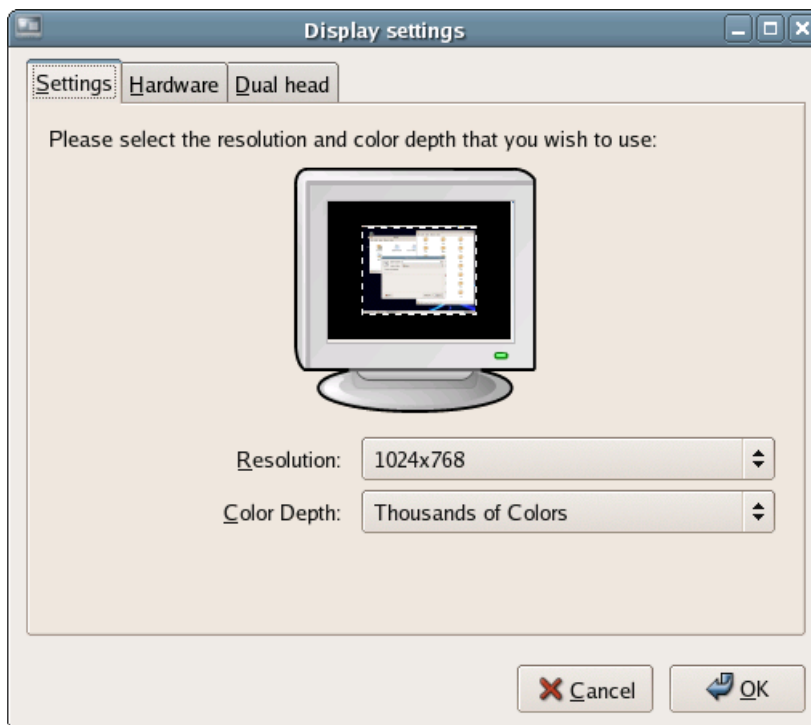 Display settings
Settings Hardware Dual head
Please select the resolution and color depth that you wish to use:
Resolution: 1024x768
Color Depth: Thousands of Colors
Cancel OK